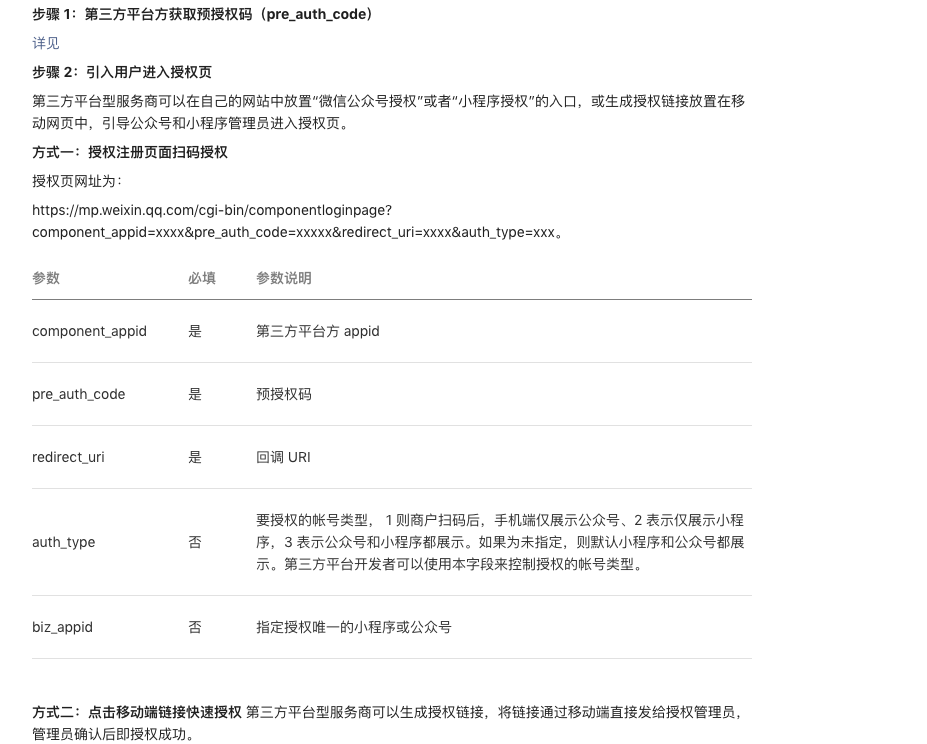 步骤 1：第三方平台方获取预授权码（pre_auth_code）
详见
步骤 2：引入用户进入授权页
第三方平台型服务商可以在自己的网站中放置“微信公众号授权”或者“小程序授权”的入口，或生成授权链接放置在移
动网页中，引导公众号和小程序管理员进入授权页。
方式一：授权注册页面扫码授权
授权页网址为：
https://mp.weixin.qq.com/cgi-bin/componentloginpage?
component_appid=xxxx&pre_auth_code=xxxxx&redirect_uri=xxxx&auth_type=xxx。
参数 必填 参数说明
component_appid 是 第三方平台方 appid
pre_auth_code 是 预授权码
redirect_uri 是 回调 URI
要授权的帐号类型， 1 则商户扫码后，手机端仅展示公众号、2 表示仅展示小程
auth_type 否 序，3 表示公众号和小程序都展示。如果为未指定，则默认小程序和公众号都展
示。第三方平台开发者可以使用本字段来控制授权的帐号类型。
biz_appid 否 指定授权唯一的小程序或公众号
方式二：点击移动端链接快速授权 第三方平台型服务商可以生成授权链接，将链接通过移动端直接发给授权管理员，
管理员确认后即授权成功。